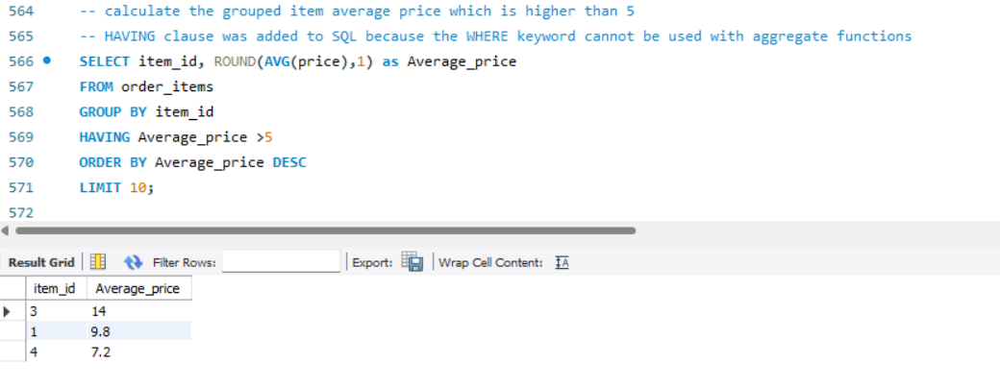 564 -- calculate the grouped item average price which is higher than 5
565 -- HAVING clause was added to SQL because the WHERE keyword cannot be used with aggregate functions
566 SELECT item_id, ROUND(AVG(price),1) as Average_price
567 FROM order_items
568 GROUP BY item_id
569 HAVING Average_price >5
570 ORDER BY Average_price DESC
571 LIMIT 10;
572
Result Grid Filter Rows: Export: Wrap Cell Content: IA
item_id Average_price
3 14
1 9.8
4 7.2